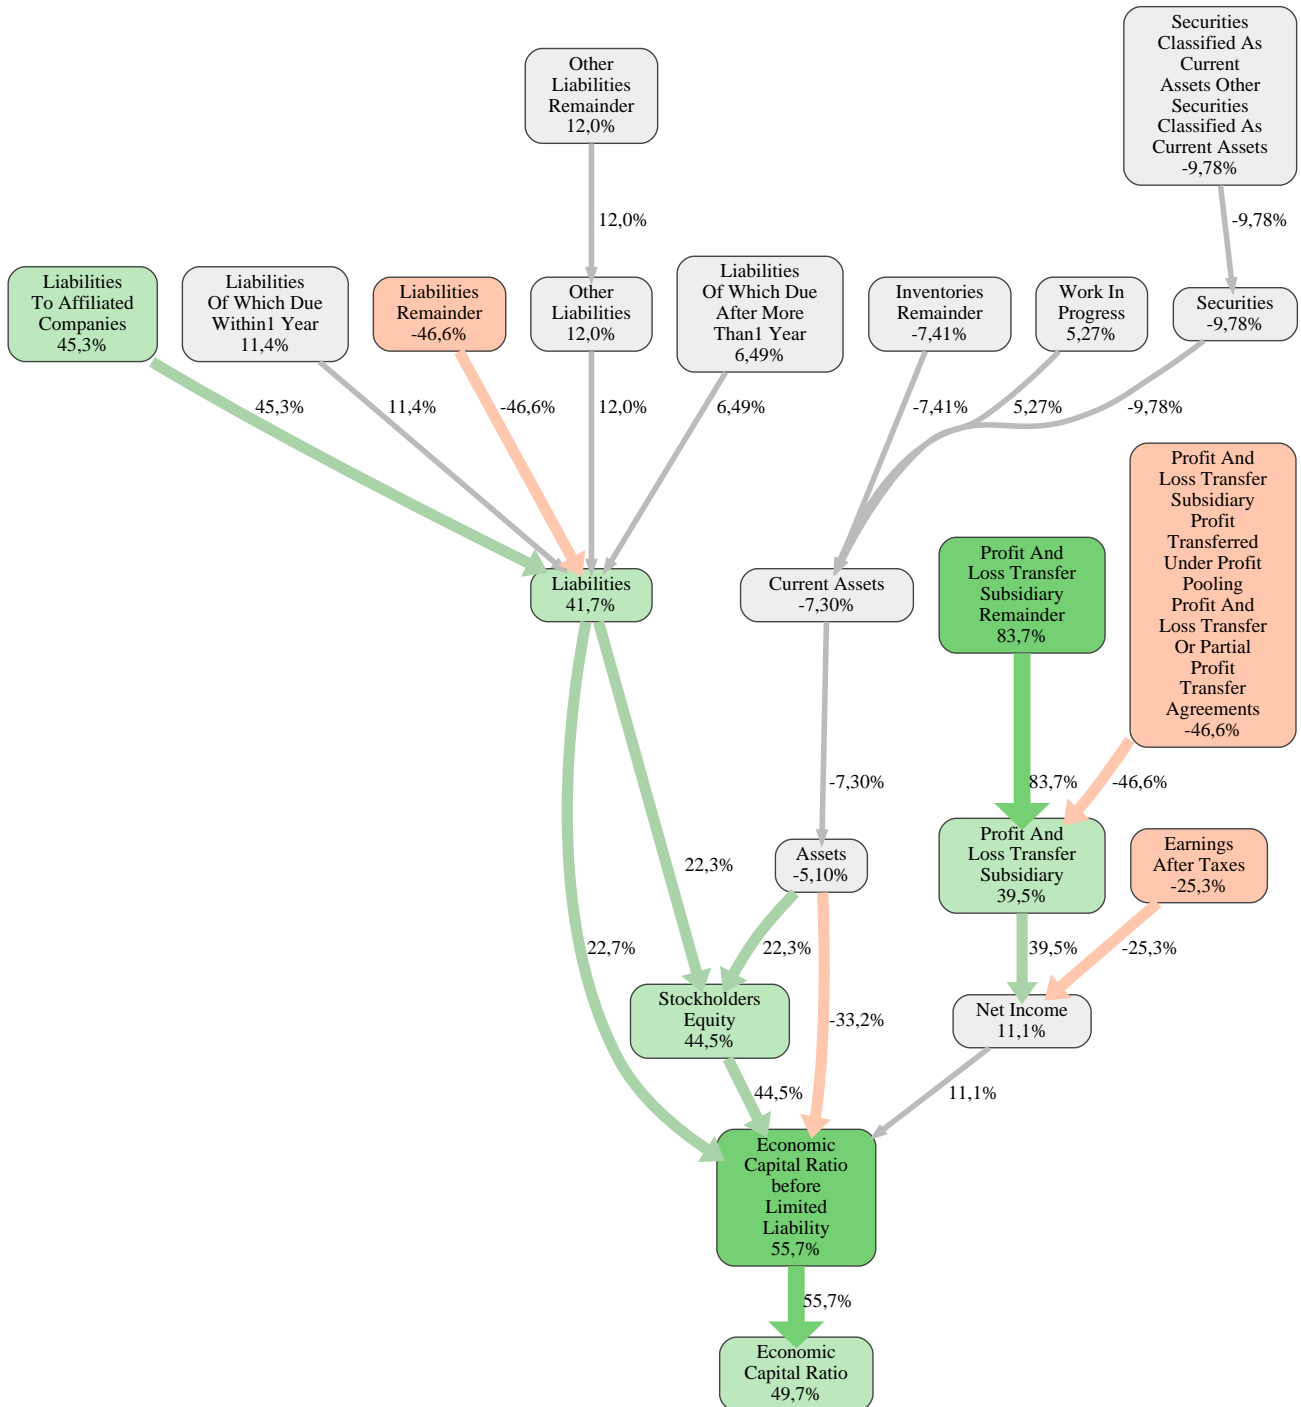 Securities
Classified As
Current
Assets Other
Securities
Classified As
Current Assets
-9,78%
Other
Liabilities
Remainder
12,0%
12,0%
-9,78%
Liabilities
To Affiliated
Companies
45,3%
Liabilities
Of Which Due
Within1 Year
11,4%
Liabilities
Remainder
-46,6%
Other
Liabilities
12,0%
Liabilities
Of Which Due
After More
Than1 Year
6,49%
Inventories
Remainder
-7,41%
Work In
Progress
5,27%
Securities
-9,78%
45,3%
11,4%
-46,6%
12,0%
6,49%
-7,41%
5,27%
-9,78%
Profit And
Loss Transfer
Subsidiary
Profit
Transferred
Under Profit
Pooling
Profit And
Loss Transfer
Or Partial
Profit
Transfer
Agreements
-46,6%
Profit And
Loss Transfer
Subsidiary
Remainder
83,7%
Liabilities
41,7%
Current Assets
-7,30%
-7,30%
83,7%
-46,6%
Profit And
Loss Transfer
Subsidiary
39,5%
Earnings
After Taxes
-25,3%
Assets
-5,10%
22,3%
22,7%
22,3%
39,5%
-25,3%
Stockholders
Equity
44,5%
-33,2%
Net Income
11,1%
44,5%
11,1%
Economic
Capital Ratio
before
Limited
Liability
55,7%
55,7%
Economic
Capital Ratio
49,7%